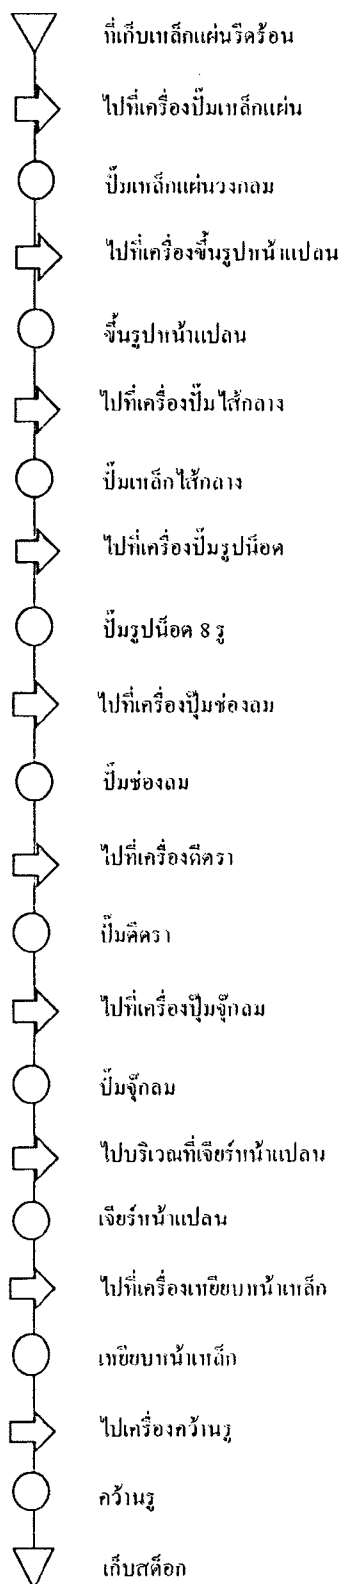 ที่เก็บเหล็กแผ่นรีดร้อน
ไปที่เครื่องปั๊มเหล็กแผ่น
ปั๊มเหล็กแผ่นวงกลม
ไปที่เครื่องขึ้นรูปหน้าแปลน
ขึ้นรูปหน้าแปลน
ไปที่เครื่องปั๊มไส้กลาง
ปั๊มเหล็กไส้กลาง
ไปที่เครื่องปั๊มรูปน็อต
ปั๊มรูปน็อต 8 รู
ไปที่เครื่องปั๊มช่องลม
ปั๊มช่องลม
ไปที่เครื่องตีตรา
ปั๊มตีตรา
ไปที่เครื่องปั๊มจุ๊กลม
ปั๊มจุ๊กลม
ไปบริเวณที่เจียร์หน้าแปลน
เจียร์หน้าแปลน
ไปที่เครื่องเหยียบหน้าเหล็ก
เหยียบหน้าเหล็ก
ไปเครื่องคว้านรู
คว้านรู
เก็บสต็อก